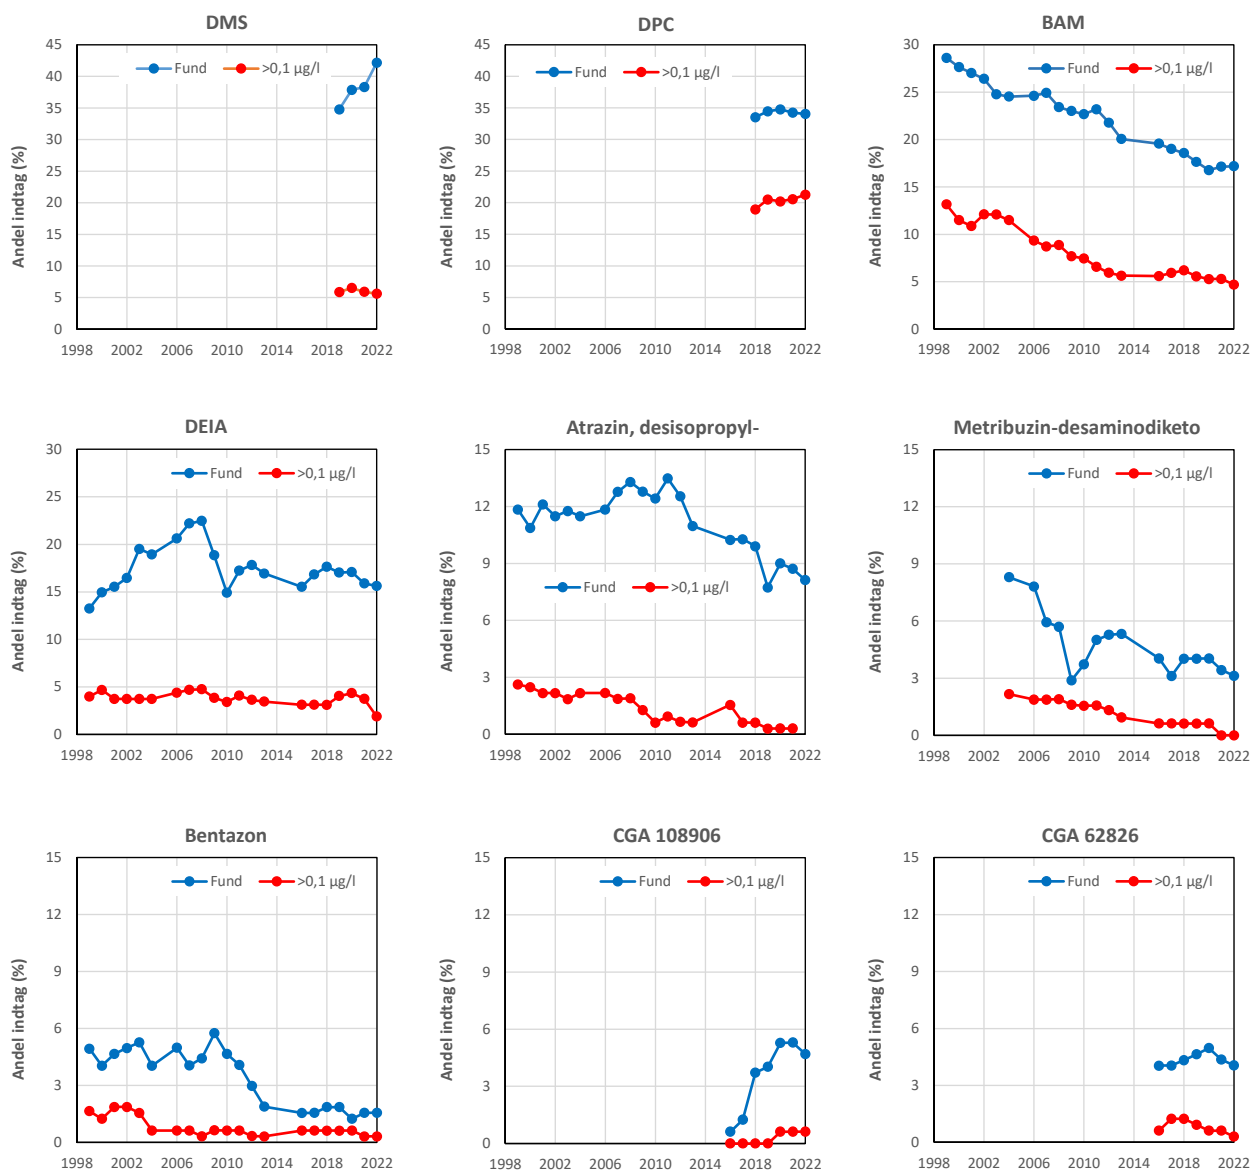 DMS
Andel indtag (%)
45
40
35
30
25
20
15
10
5
0
Fund
>0,1 µg/l
1998 2002 2006 2010 2014 2018 2022
DPC
Andel indtag (%)
45
40
35
30
25
20
15
10
5
0
Fund
>0,1 µg/l
1998 2002 2006 2010 2014 2018 2022
BAM
Andel indtag (%)
30
25
20
15
10
5
0
Fund
>0,1 µg/l
1998 2002 2006 2010 2014 2018 2022
DEIA
Andel indtag (%)
30
25
20
15
10
5
0
Fund
>0,1 µg/l
1998 2002 2006 2010 2014 2018 2022
Atrazin, desisopropyl-
Andel indtag (%)
15
12
9
6
3
0
Fund
>0,1 µg/l
1998 2002 2006 2010 2014 2018 2022
Metribuzin-desaminodiketo
Andel indtag (%)
15
12
9
6
3
0
Fund
>0,1 µg/l
1998 2002 2006 2010 2014 2018 2022
Bentazon
Andel indtag (%)
15
12
9
6
3
0
Fund
>0,1 µg/l
1998 2002 2006 2010 2014 2018 2022
CGA 108906
Andel indtag (%)
15
12
9
6
3
0
Fund
>0,1 µg/l
1998 2002 2006 2010 2014 2018 2022
CGA 62826
Andel indtag (%)
15
12
9
6
3
0
Fund
>0,1 µg/l
1998 2002 2006 2010 2014 2018 2022